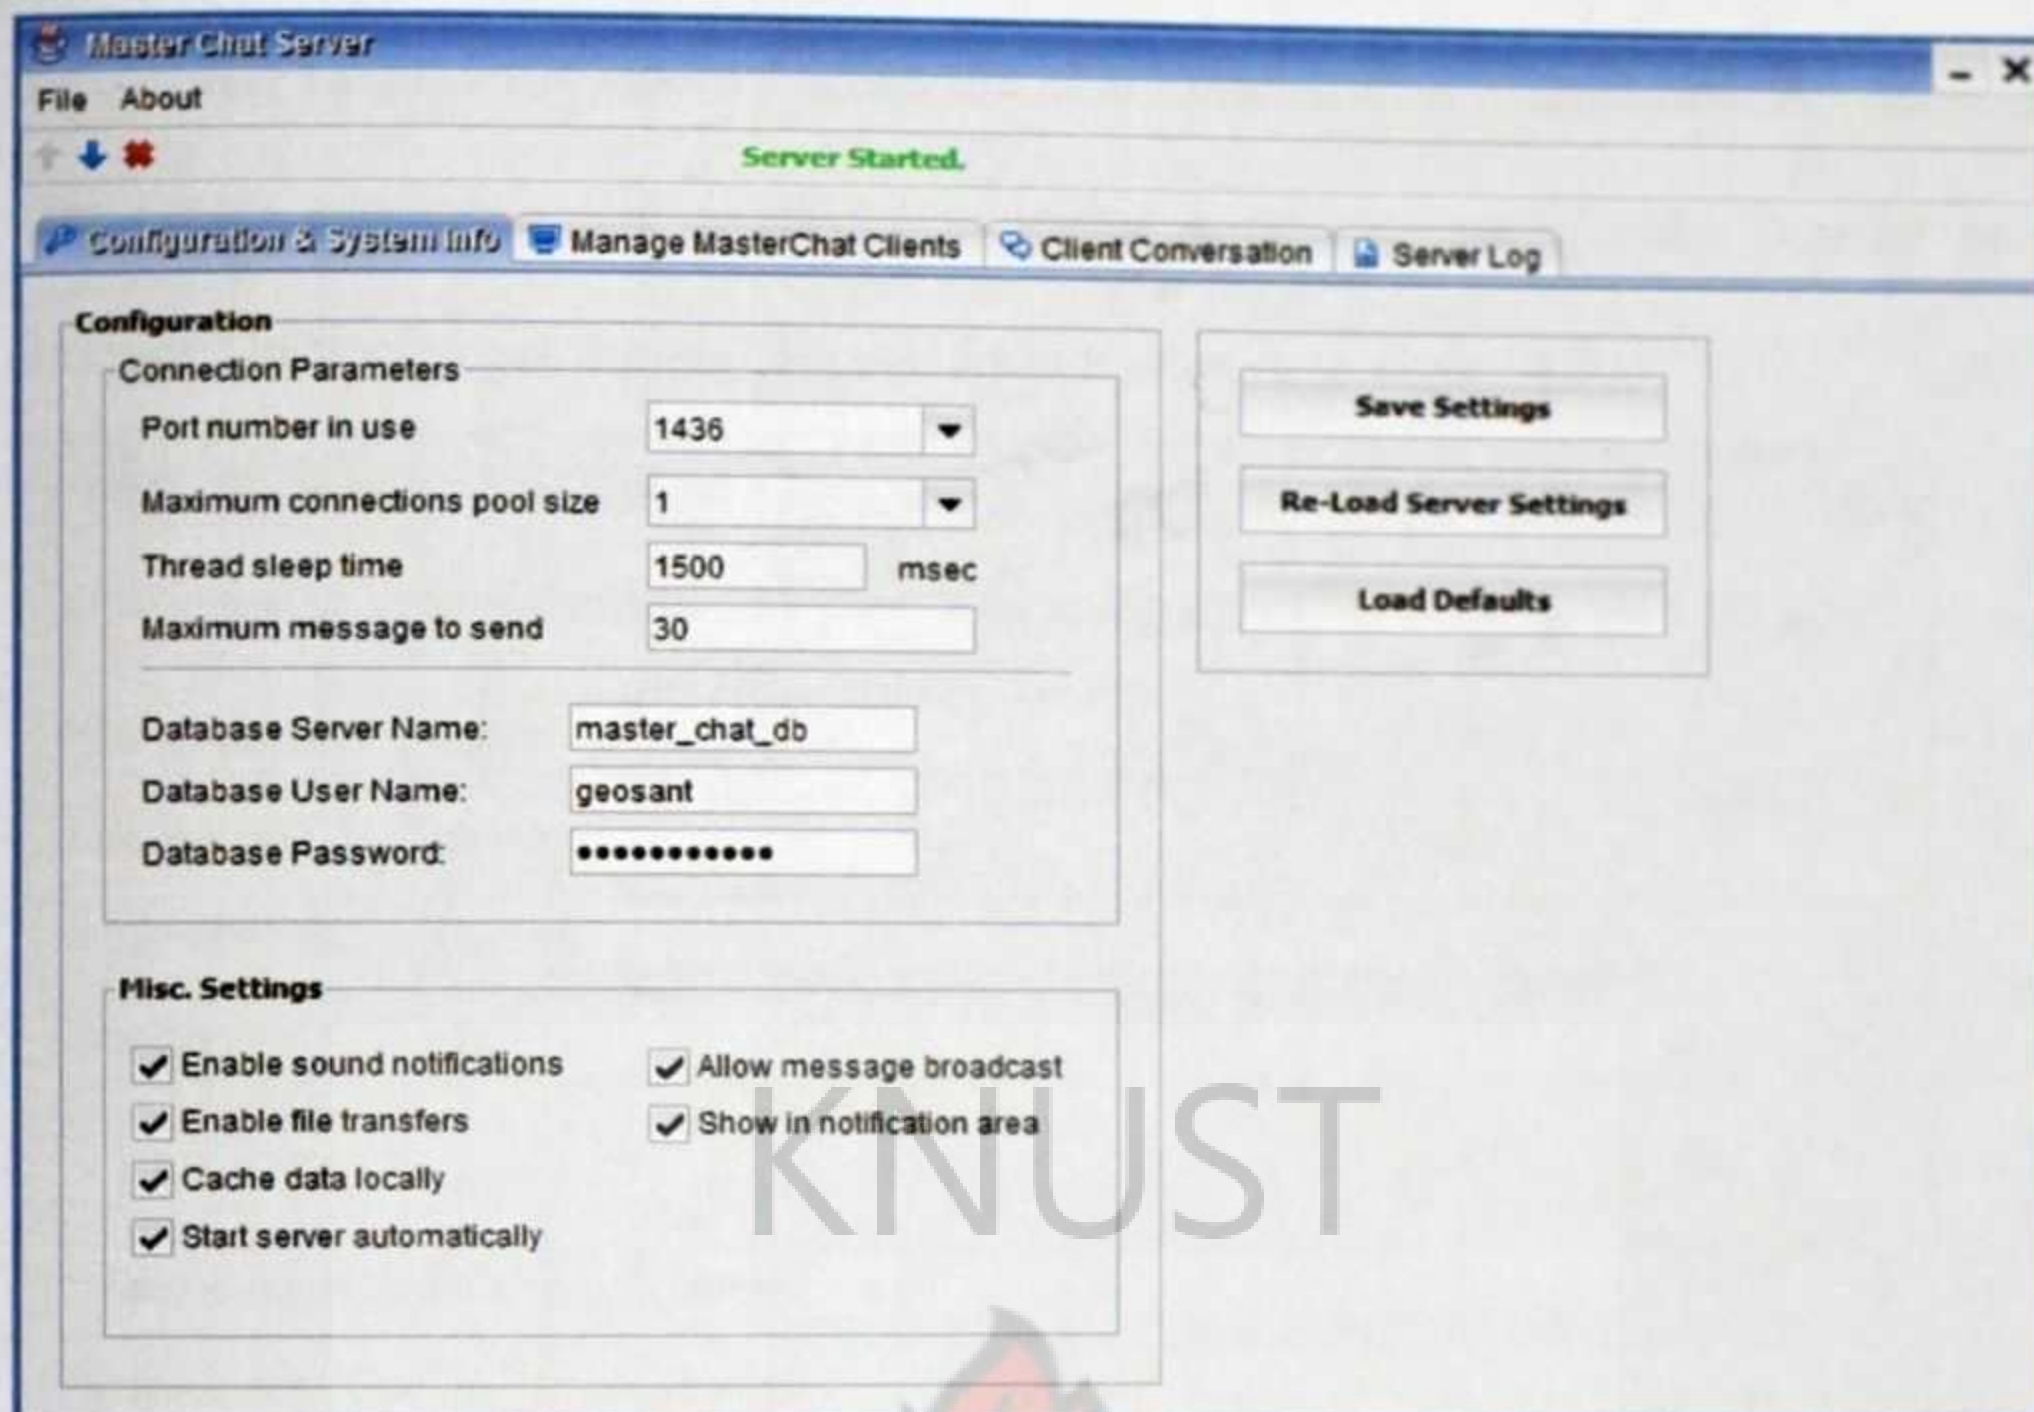 Master Chat Server
File About
Server Started.
Configuration & System Info Manage MasterChat Clients Client Conversation Server Log
Configuration
Connection Parameters
Port number in use 1436
Maximum connections pool size 1
Thread sleep time 1500 msec
Maximum message to send 30
Database Server Name: master_chat_db
Database User Name: geosant
Database Password: •••••••••••
Save Settings
Re-Load Server Settings
Load Defaults
Misc. Settings
Enable sound notifications Allow message broadcast
Enable file transfers Show in notification area
Cache data locally
Start server automatically
KNUST